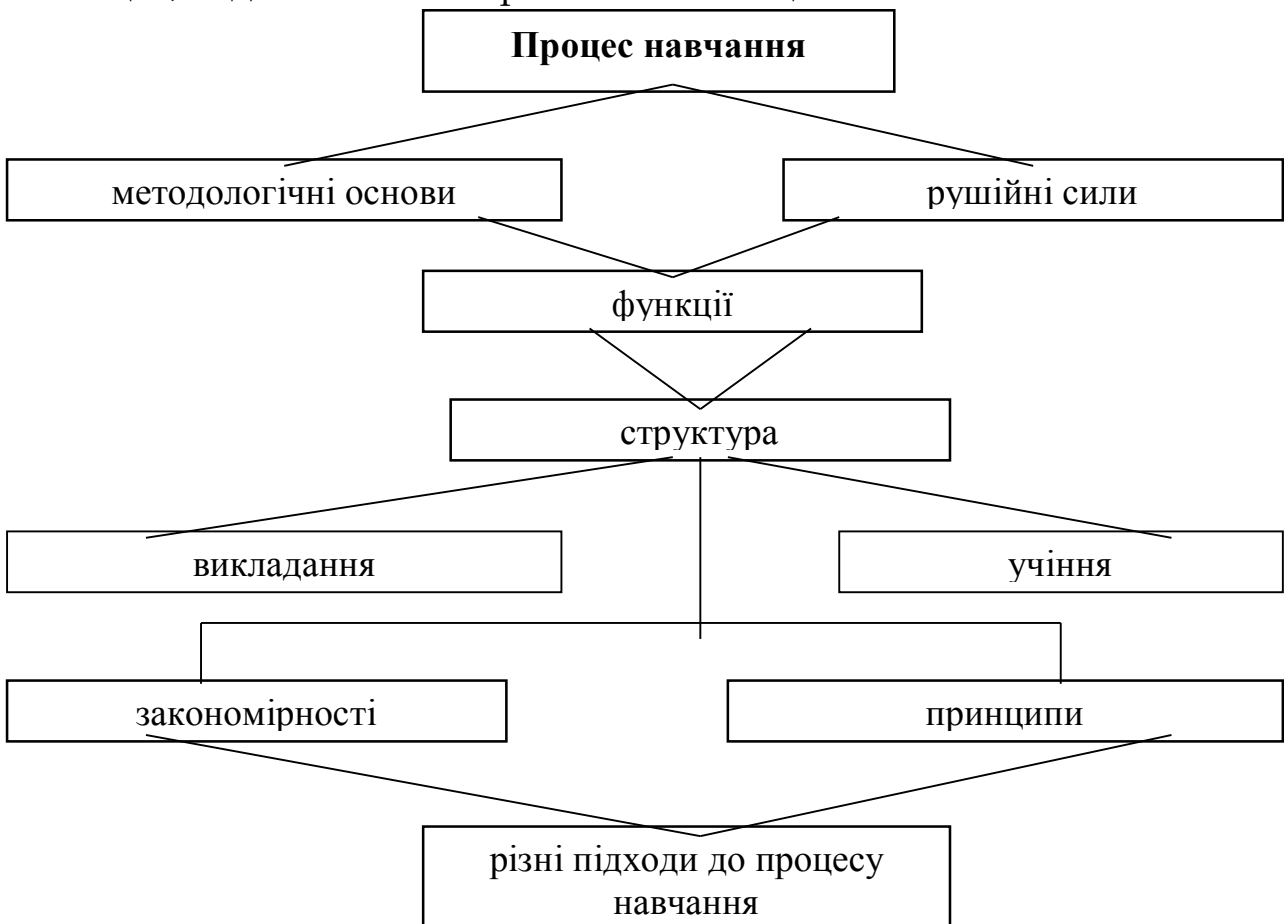 Процес навчання
методологічні основи
рушійні сили
функції
структура
викладання
учіння
закономірності
принципи
різні підходи до процесу
навчання